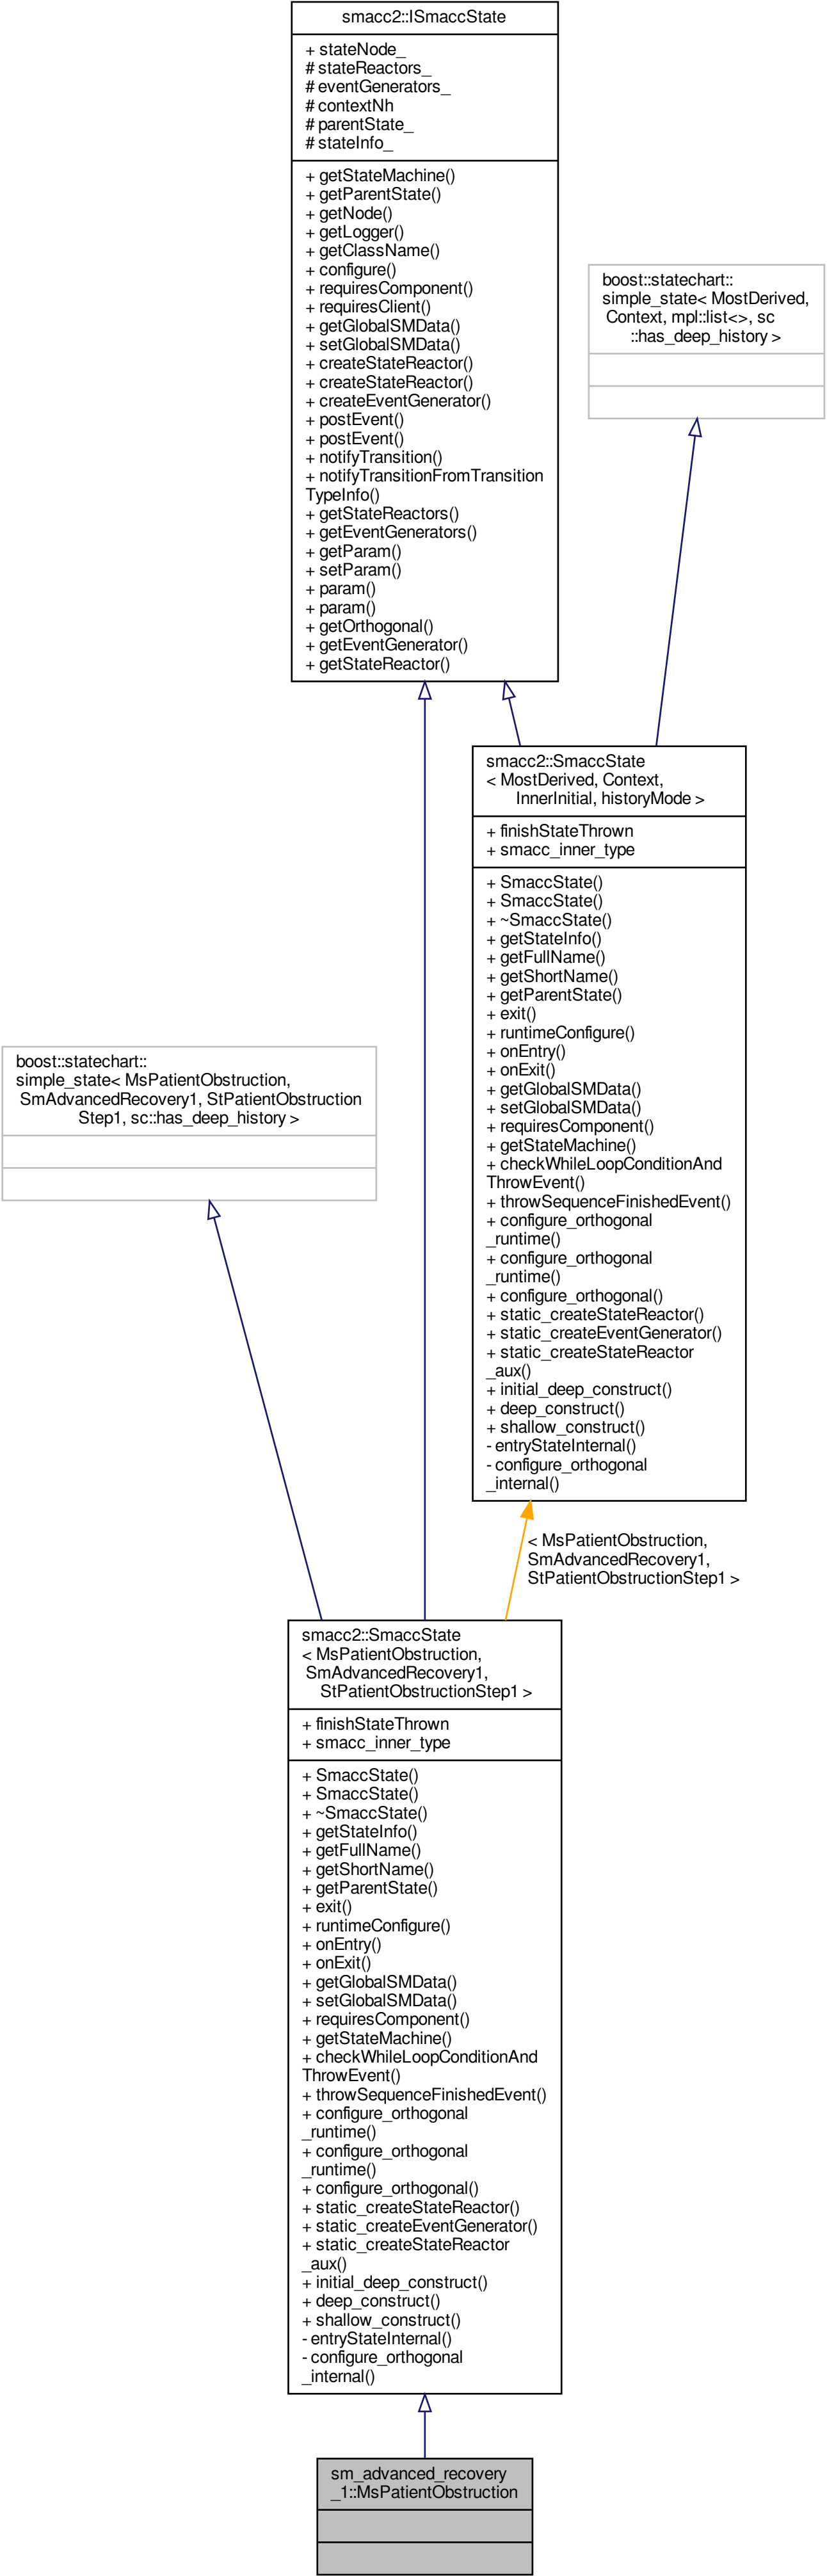 smacc2::ISmaccState
+ stateNode_
# stateReactors_
# eventGenerators_
# contextNh
# parentState_
# stateInfo_
+ getStateMachine()
+ getParentState()
+ getNode()
+ getLogger()
+ getClassName()
+ configure()
+ requiresComponent()
+ requiresClient()
+ getGlobalSMData()
+ setGlobalSMData()
+ createStateReactor()
+ createStateReactor()
+ createEventGenerator()
+ postEvent()
+ postEvent()
+ notifyTransition()
+ notifyTransitionFromTransition
TypeInfo()
+ getStateReactors()
+ getEventGenerators()
+ getParam()
+ setParam()
+ param()
+ param()
+ getOrthogonal()
+ getEventGenerator()
+ getStateReactor()
boost::statechart::
simple_state< MostDerived,
Context, mpl::list<>, sc
::has_deep_history >
smacc2::SmaccState
< MostDerived, Context,
InnerInitial, historyMode >
+ finishStateThrown
+ smacc_inner_type
+ SmaccState()
+ SmaccState()
+ ~SmaccState()
+ getStateInfo()
+ getFullName()
+ getShortName()
+ getParentState()
+ exit()
+ runtimeConfigure()
+ onEntry()
+ onExit()
+ getGlobalSMData()
+ setGlobalSMData()
+ requiresComponent()
+ getStateMachine()
+ checkWhileLoopConditionAnd
ThrowEvent()
+ throwSequenceFinishedEvent()
+ configure_orthogonal
_runtime()
+ configure_orthogonal
_runtime()
+ configure_orthogonal()
+ static_createStateReactor()
+ static_createEventGenerator()
+ static_createStateReactor
_aux()
+ initial_deep_construct()
+ deep_construct()
+ shallow_construct()
- entryStateInternal()
- configure_orthogonal
_internal()
boost::statechart::
simple_state< MsPatientObstruction,
SmAdvancedRecovery1, StPatientObstruction
Step1, sc::has_deep_history >
< MsPatientObstruction,
SmAdvancedRecovery1,
StPatientObstructionStep1 >
smacc2::SmaccState
< MsPatientObstruction,
SmAdvancedRecovery1,
StPatientObstructionStep1 >
+ finishStateThrown
+ smacc_inner_type
+ SmaccState()
+ SmaccState()
+ ~SmaccState()
+ getStateInfo()
+ getFullName()
+ getShortName()
+ getParentState()
+ exit()
+ runtimeConfigure()
+ onEntry()
+ onExit()
+ getGlobalSMData()
+ setGlobalSMData()
+ requiresComponent()
+ getStateMachine()
+ checkWhileLoopConditionAnd
ThrowEvent()
+ throwSequenceFinishedEvent()
+ configure_orthogonal
_runtime()
+ configure_orthogonal
_runtime()
+ configure_orthogonal()
+ static_createStateReactor()
+ static_createEventGenerator()
+ static_createStateReactor
_aux()
+ initial_deep_construct()
+ deep_construct()
+ shallow_construct()
- entryStateInternal()
- configure_orthogonal
_internal()
sm_advanced_recovery
_1::MsPatientObstruction